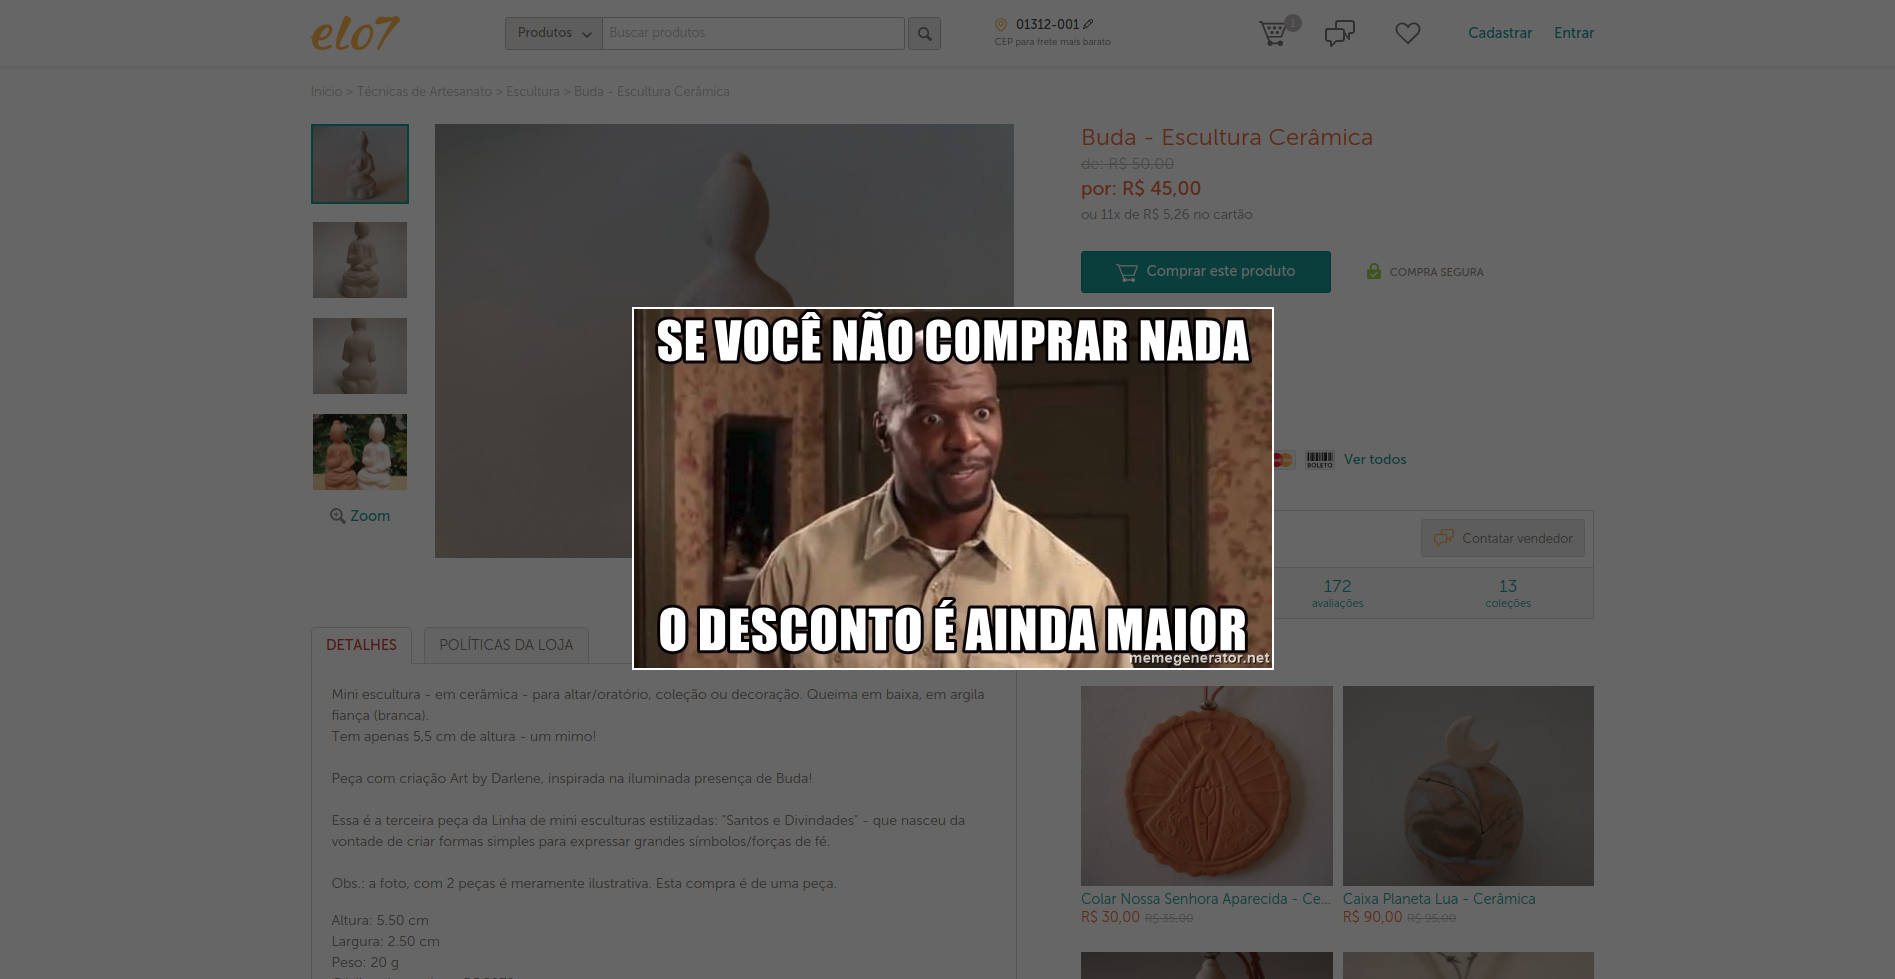 elo7
Produtos
Buscar produtos
01312-001
CEP para frete mais barato
1
Cadastrar
Entrar
Início > Técnicas de Artesanato > Escultura > Buda - Escultura Cerâmica
Buda - Escultura Cerâmica
de: R$ 50,00
por: R$ 45,00
ou 11x de R$ 5,26 no cartão
Comprar este produto
COMPRA SEGURA
SE VOCÊ NÃO COMPRAR NADA
O DESCONTO É AINDA MAIOR
memegenerator.net
BOLETO
Ver todos
Zoom
Contatar vendedor
172
avaliações
13
coleções
DETALHES
POLÍTICAS DA LOJA
Mini escultura - em cerâmica - para altar/oratório, coleção ou decoração. Queima em baixa, em argila
fiança (branca).
Tem apenas 5,5 cm de altura - um mimo!
Peça com criação Art by Darlene, inspirada na iluminada presença de Buda!
Essa é a terceira peça da Linha de mini esculturas estilizadas: "Santos e Divindades" - que nasceu da
vontade de criar formas simples para expressar grandes símbolos/forças de fé.
Obs.: a foto, com 2 peças é meramente ilustrativa. Esta compra é de uma peça.
Altura: 5.50 cm
Largura: 2.50 cm
Peso: 20 g
Colar Nossa Senhora Aparecida - Ce...
R$ 30,00 R$ 35,00
Caixa Planeta Lua - Cerâmica
R$ 90,00 R$ 95,00